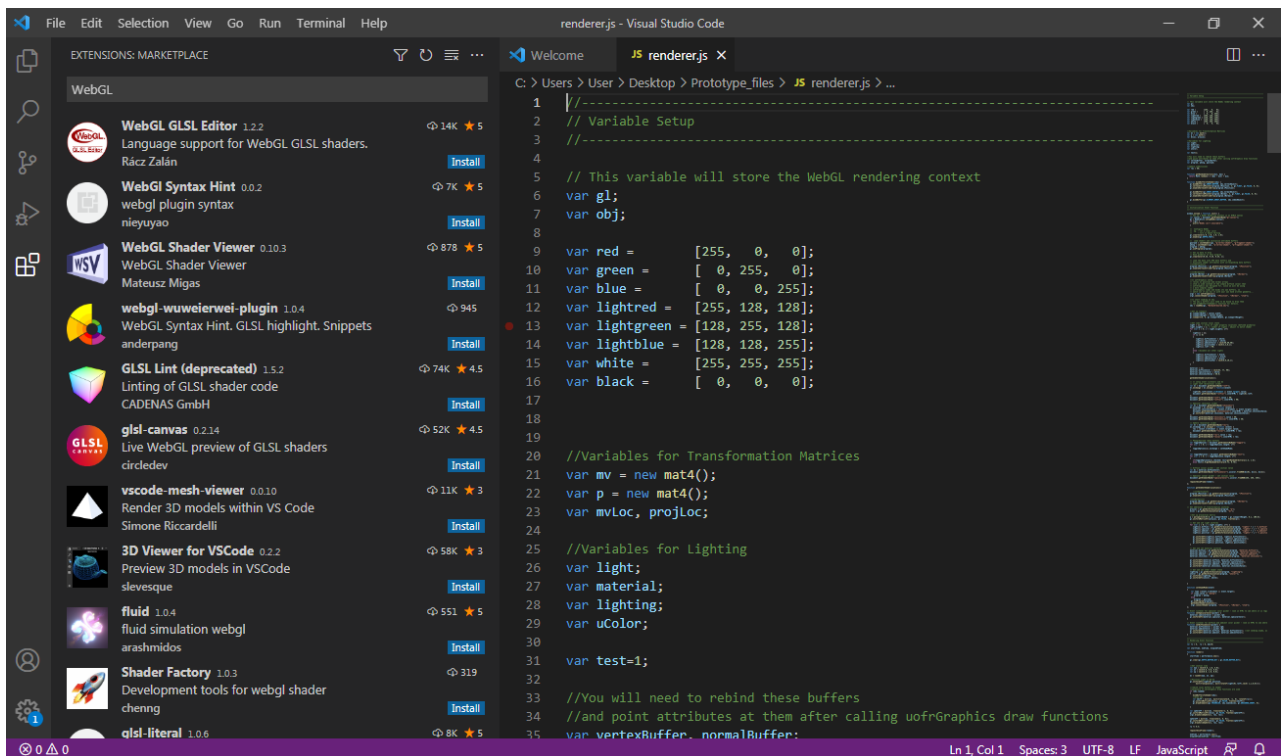 File Edit Selection View Go Run Terminal Help renderer.js - Visual Studio Code
EXTENSIONS: MARKETPLACE
WebGL
WebGL GLSL Editor 1.2.2 14K ★ 5
Language support for WebGL GLSL shaders.
Rácz Zalán Install
WebGl Syntax Hint 0.0.2 7K ★ 5
webgl plugin syntax
nieyuyao Install
WebGL Shader Viewer 0.10.3 878 ★ 5
WebGL Shader Viewer
Mateusz Migas Install
webgl-wuweierwei-plugin 1.0.4 945
WebGL Syntax Hint. GLSL highlight. Snippets
anderpang Install
GLSL Lint (deprecated) 1.5.2 74K ★ 4.5
Linting of GLSL shader code
CADENAS GmbH Install
glsl-canvas 0.2.14 52K ★ 4.5
Live WebGL preview of GLSL shaders
circledev Install
vscode-mesh-viewer 0.0.10 11K ★ 3
Render 3D models within VS Code
Simone Riccardelli Install
3D Viewer for VSCode 0.2.2 58K ★ 3
Preview 3D models in VSCode
slevesque Install
fluid 1.0.4 551 ★ 5
fluid simulation webgl
arashmidos Install
Shader Factory 1.0.3 319
Development tools for webgl shader
chenng Install
glsl-literal 1.0.6 8K ★ 5
WebGL
GLSL Editor
WSV
GLSL
canvas
1
Welcome JS renderer.js ×
C: > Users > User > Desktop > Prototype_files > JS renderer.js > ...
1 //------------------------------------------------------------------------------
2 // Variable Setup
3 //------------------------------------------------------------------------------
4
5 // This variable will store the WebGL rendering context
6 var gl;
7 var obj;
8
9 var red =        [255,   0,   0];
10 var green =      [  0, 255,   0];
11 var blue =       [  0,   0, 255];
12 var lightred =   [255, 128, 128];
13 var lightgreen = [128, 255, 128];
14 var lightblue =  [128, 128, 255];
15 var white =      [255, 255, 255];
16 var black =      [  0,   0,   0];
17
18
19
20 //Variables for Transformation Matrices
21 var mv = new mat4();
22 var p = new mat4();
23 var mvLoc, projLoc;
24
25 //Variables for Lighting
26 var light;
27 var material;
28 var lighting;
29 var uColor;
30
31 var test=1;
32
33 //You will need to rebind these buffers
34 //and point attributes at them after calling uofrGraphics draw functions
35 var vertexBuffer, normalBuffer;
0 0 Ln 1, Col 1 Spaces: 3 UTF-8 LF JavaScript